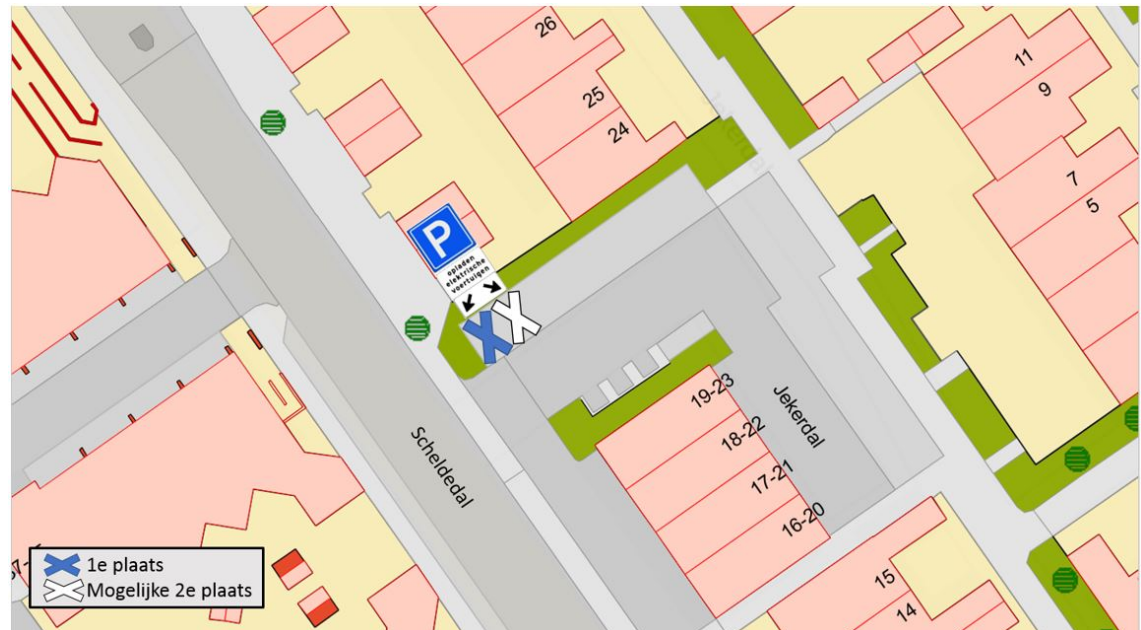 26
25
24
11
9
7
5
Jekerdal
P
opladen
elektrische
voertuigen
19-23
18-22
17-21
16-20
Jekerdal
Scheldedal
15
14
1e plaats
Mogelijke 2e plaats